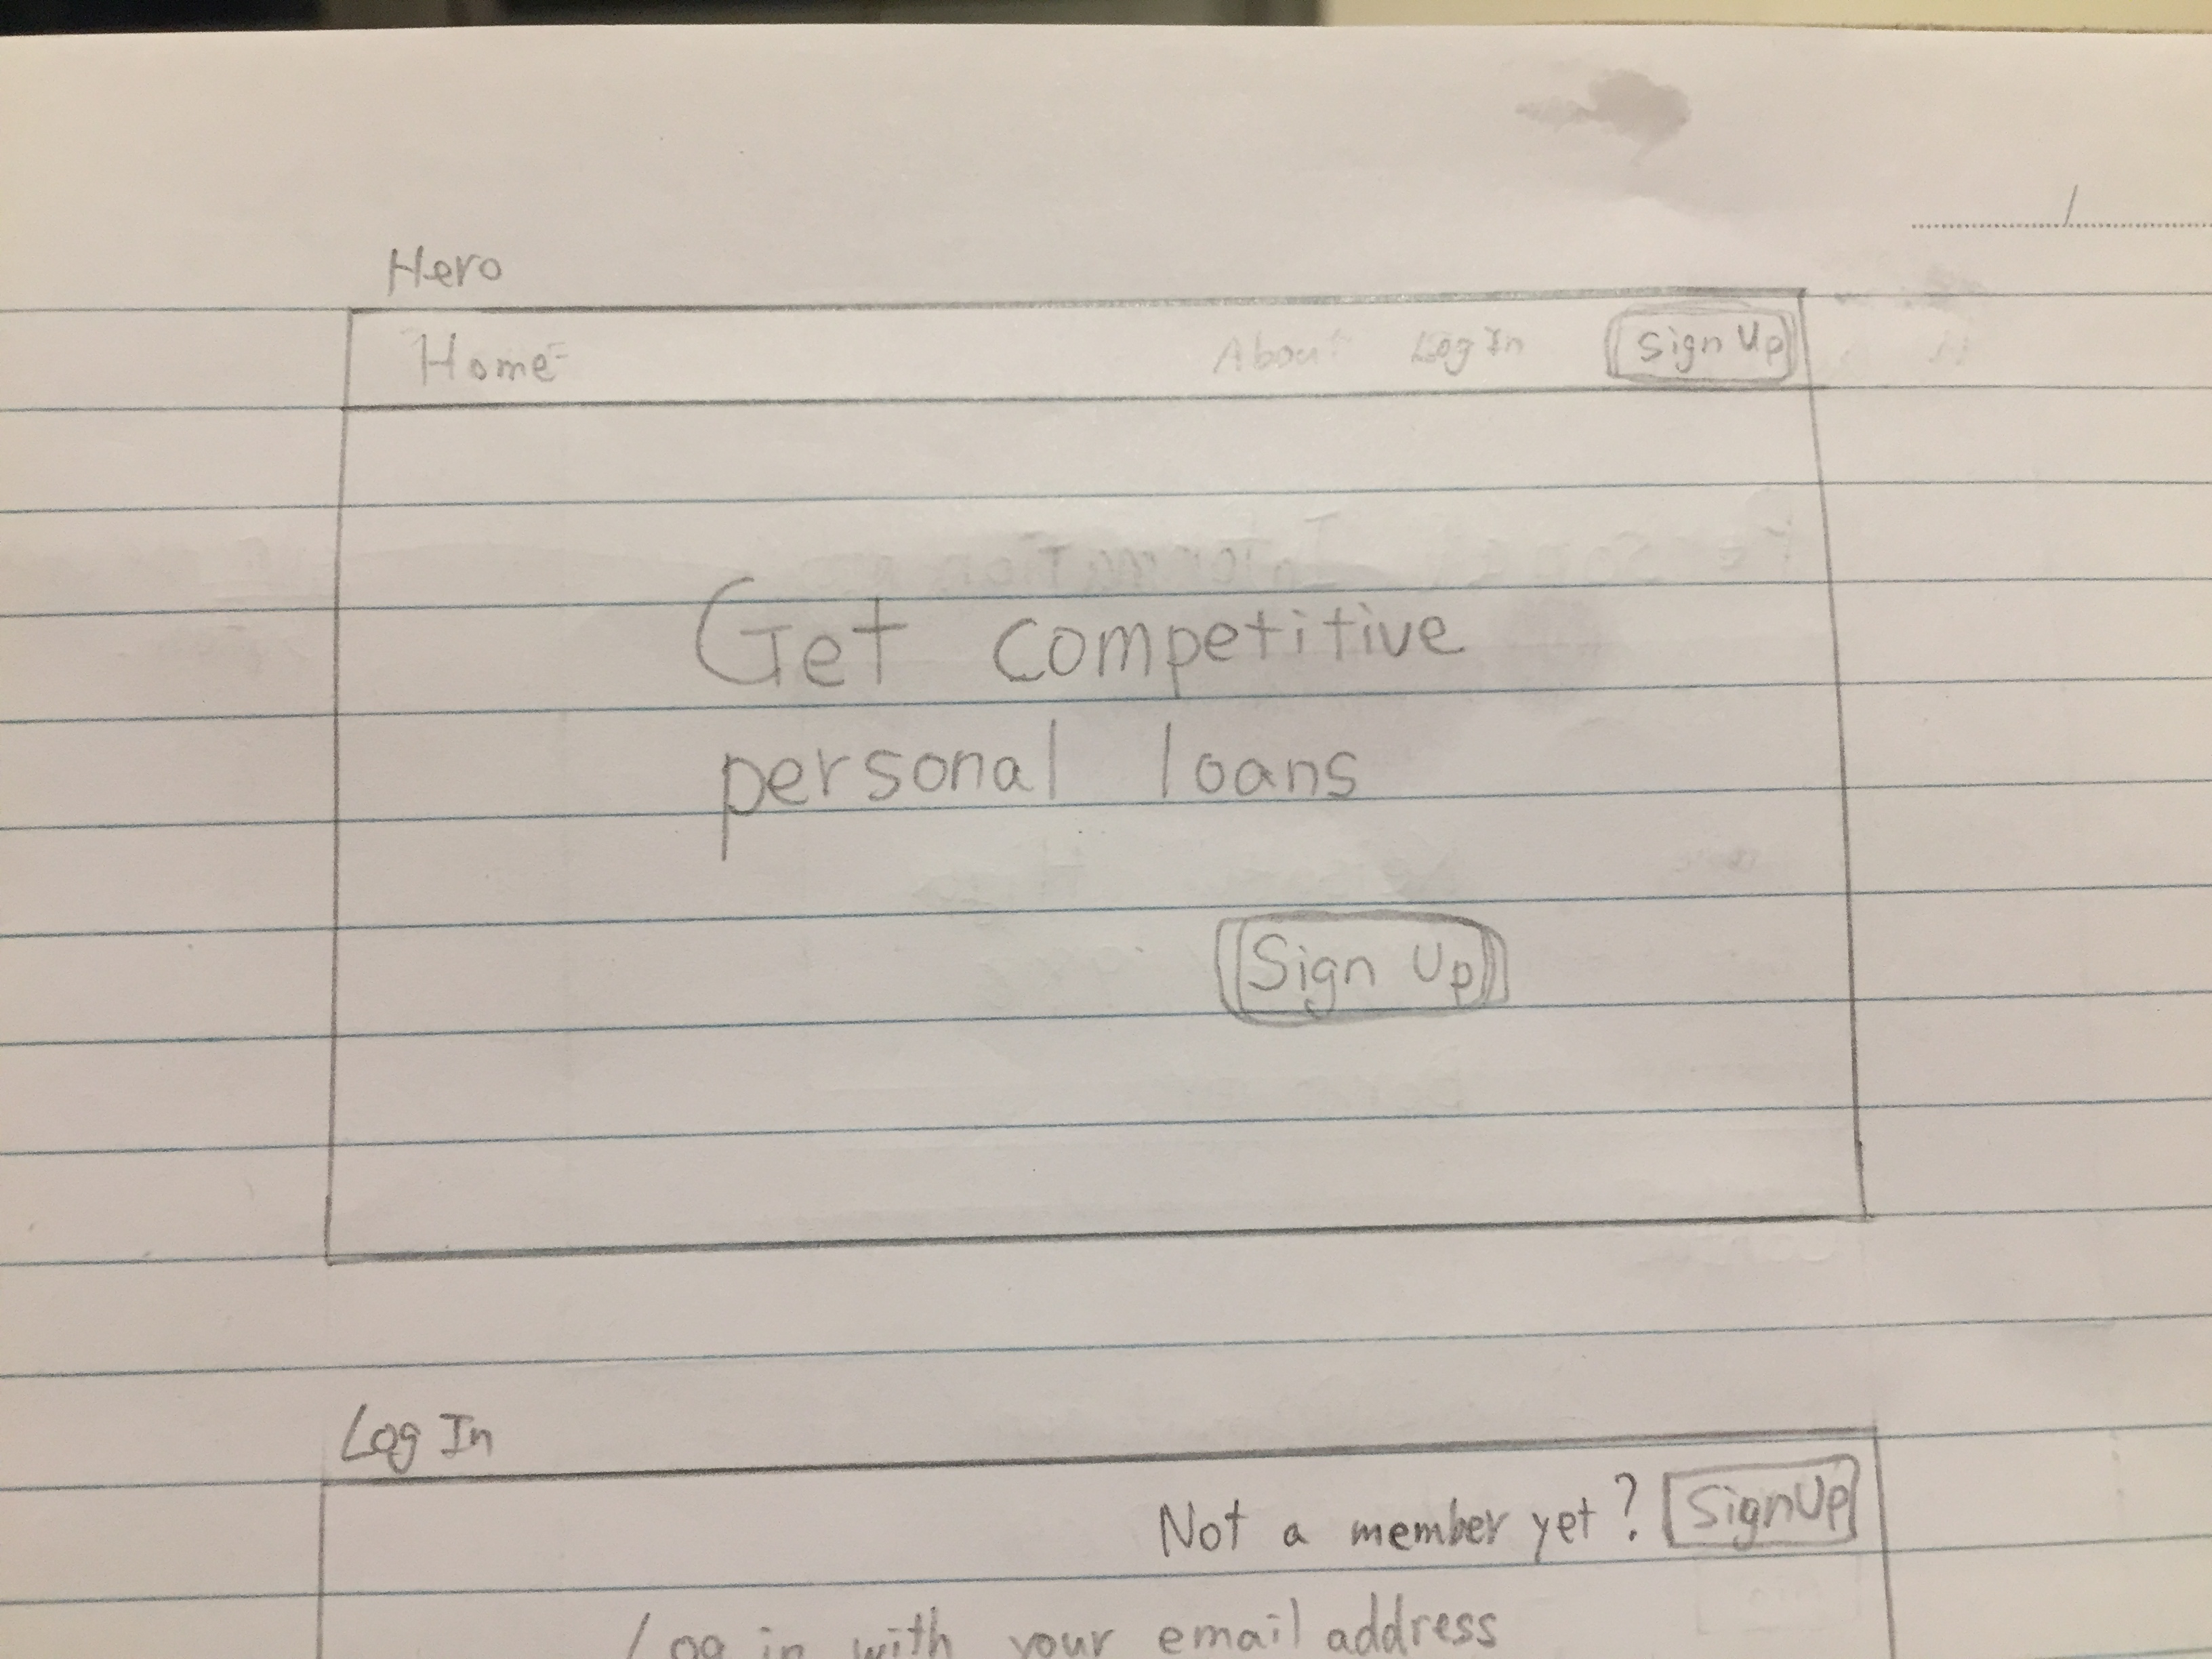 Hero
Home About Log In Sign Up
Get competitive
personal loans
Sign Up
Log In
Not a member yet? SignUp
Log in with your email address